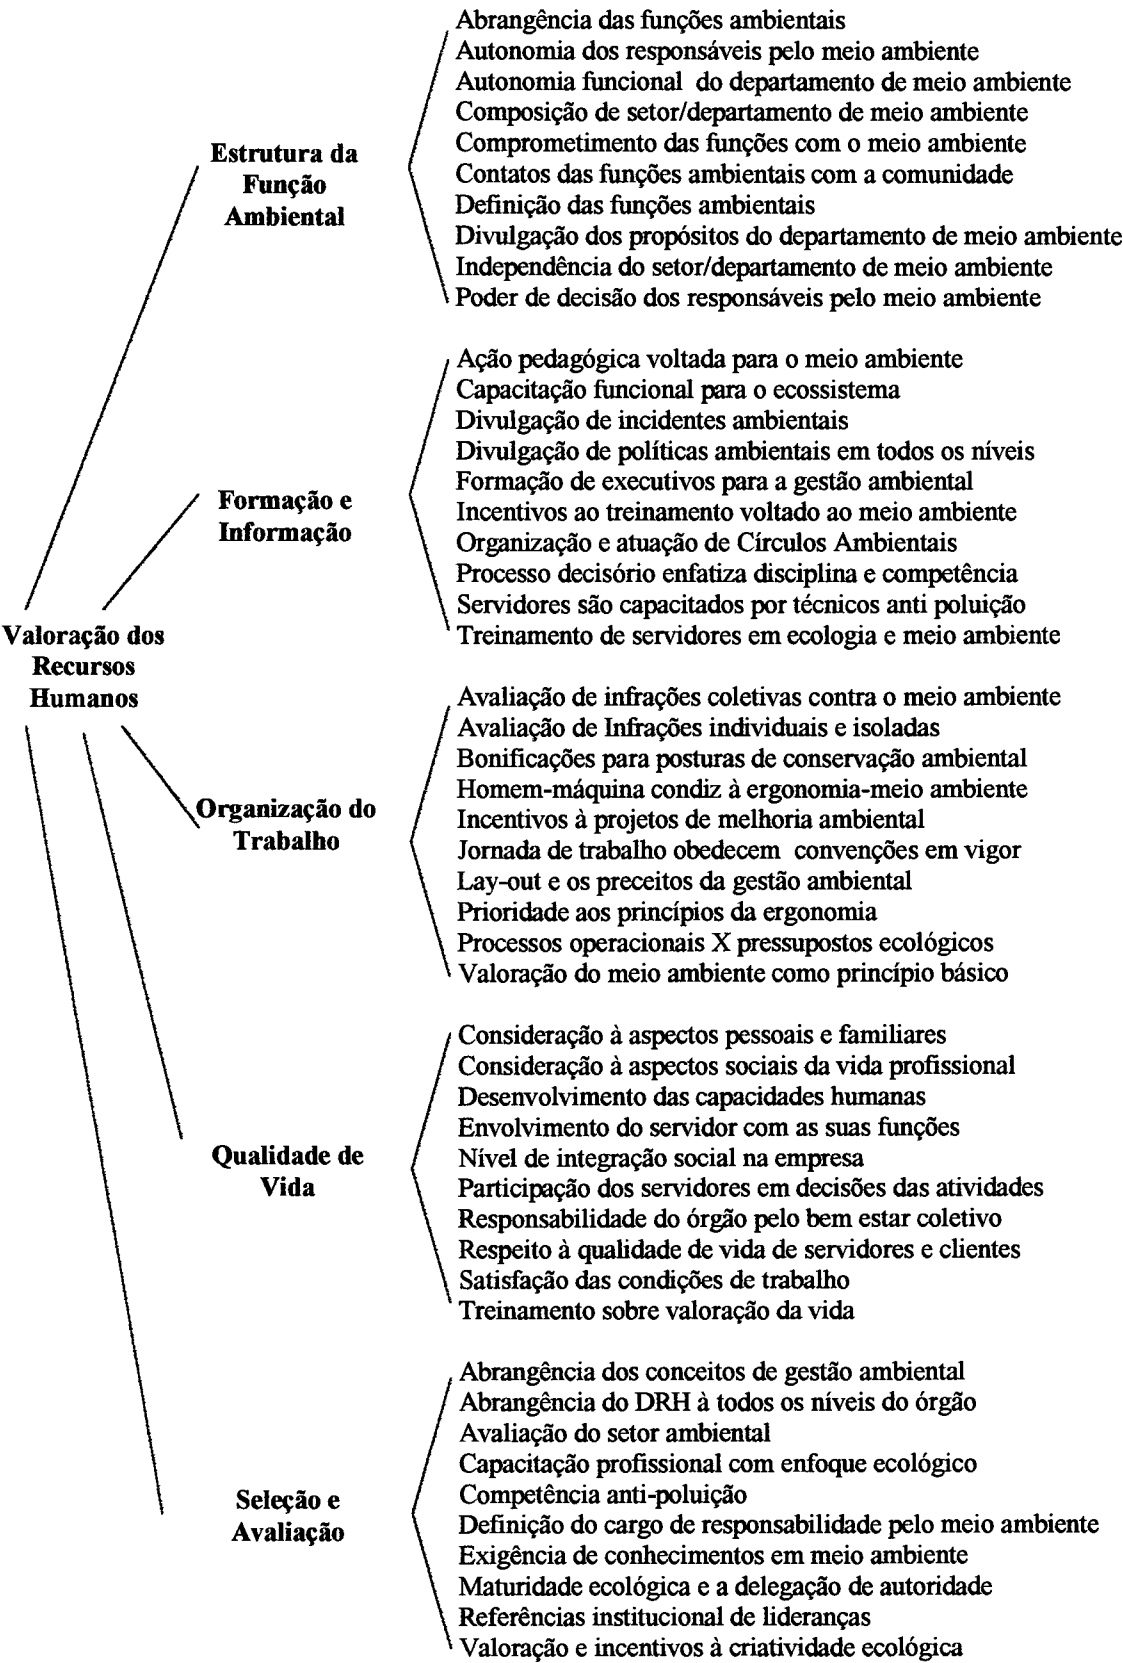 Valoração dos
Recursos
Humanos
Estrutura da
Função
Ambiental
Abrangência das funções ambientais
Autonomia dos responsáveis pelo meio ambiente
Autonomia funcional do departamento de meio ambiente
Composição de setor/departamento de meio ambiente
Comprometimento das funções com o meio ambiente
Contatos das funções ambientais com a comunidade
Definição das funções ambientais
Divulgação dos propósitos do departamento de meio ambiente
Independência do setor/departamento de meio ambiente
Poder de decisão dos responsáveis pelo meio ambiente
Formação e
Informação
Ação pedagógica voltada para o meio ambiente
Capacitação funcional para o ecossistema
Divulgação de incidentes ambientais
Divulgação de políticas ambientais em todos os níveis
Formação de executivos para a gestão ambiental
Incentivos ao treinamento voltado ao meio ambiente
Organização e atuação de Círculos Ambientais
Processo decisório enfatiza disciplina e competência
Servidores são capacitados por técnicos anti poluição
Treinamento de servidores em ecologia e meio ambiente
Organização do
Trabalho
Avaliação de infrações coletivas contra o meio ambiente
Avaliação de Infrações individuais e isoladas
Bonificações para posturas de conservação ambiental
Homem-máquina condiz à ergonomia-meio ambiente
Incentivos à projetos de melhoria ambiental
Jornada de trabalho obedecem convenções em vigor
Lay-out e os preceitos da gestão ambiental
Prioridade aos princípios da ergonomia
Processos operacionais X pressupostos ecológicos
Valoração do meio ambiente como princípio básico
Qualidade de
Vida
Consideração à aspectos pessoais e familiares
Consideração à aspectos sociais da vida profissional
Desenvolvimento das capacidades humanas
Envolvimento do servidor com as suas funções
Nível de integração social na empresa
Participação dos servidores em decisões das atividades
Responsabilidade do órgão pelo bem estar coletivo
Respeito à qualidade de vida de servidores e clientes
Satisfação das condições de trabalho
Treinamento sobre valoração da vida
Seleção e
Avaliação
Abrangência dos conceitos de gestão ambiental
Abrangência do DRH à todos os níveis do órgão
Avaliação do setor ambiental
Capacitação profissional com enfoque ecológico
Competência anti-poluição
Definição do cargo de responsabilidade pelo meio ambiente
Exigência de conhecimentos em meio ambiente
Maturidade ecológica e a delegação de autoridade
Referências institucional de lideranças
Valoração e incentivos à criatividade ecológica